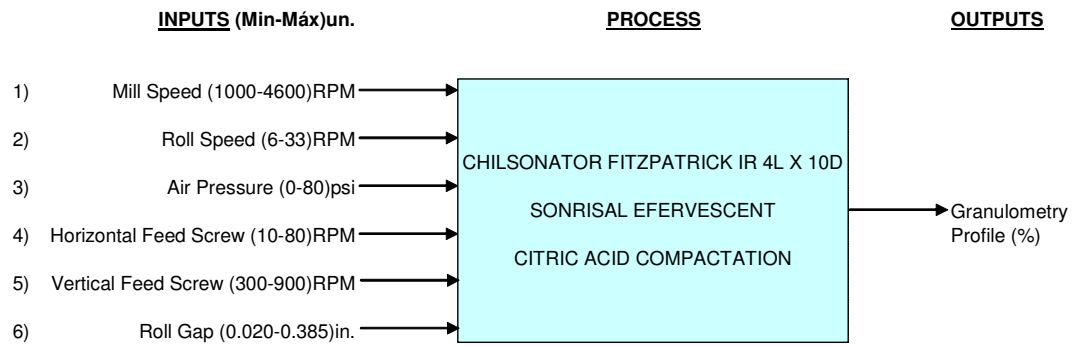 INPUTS (Min-Máx)un.
PROCESS
OUTPUTS
1) Mill Speed (1000-4600)RPM
2) Roll Speed (6-33)RPM
3) Air Pressure (0-80)psi
4) Horizontal Feed Screw (10-80)RPM
5) Vertical Feed Screw (300-900)RPM
6) Roll Gap (0.020-0.385)in.
CHILSONATOR FITZPATRICK IR 4L X 10D
SONRISAL EFERVESCENT
CITRIC ACID COMPACTATION
Granulometry
Profile (%)